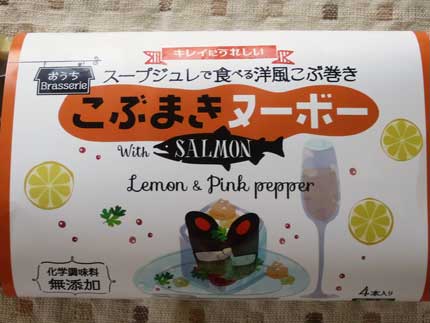 キレイにうれしい
おうち
Brasserie
スープジュレで食べる洋風こぶ巻き
こぶまきヌーボー
With SALMON
Lemon & Pink pepper
化学調味料
無添加
4本入り